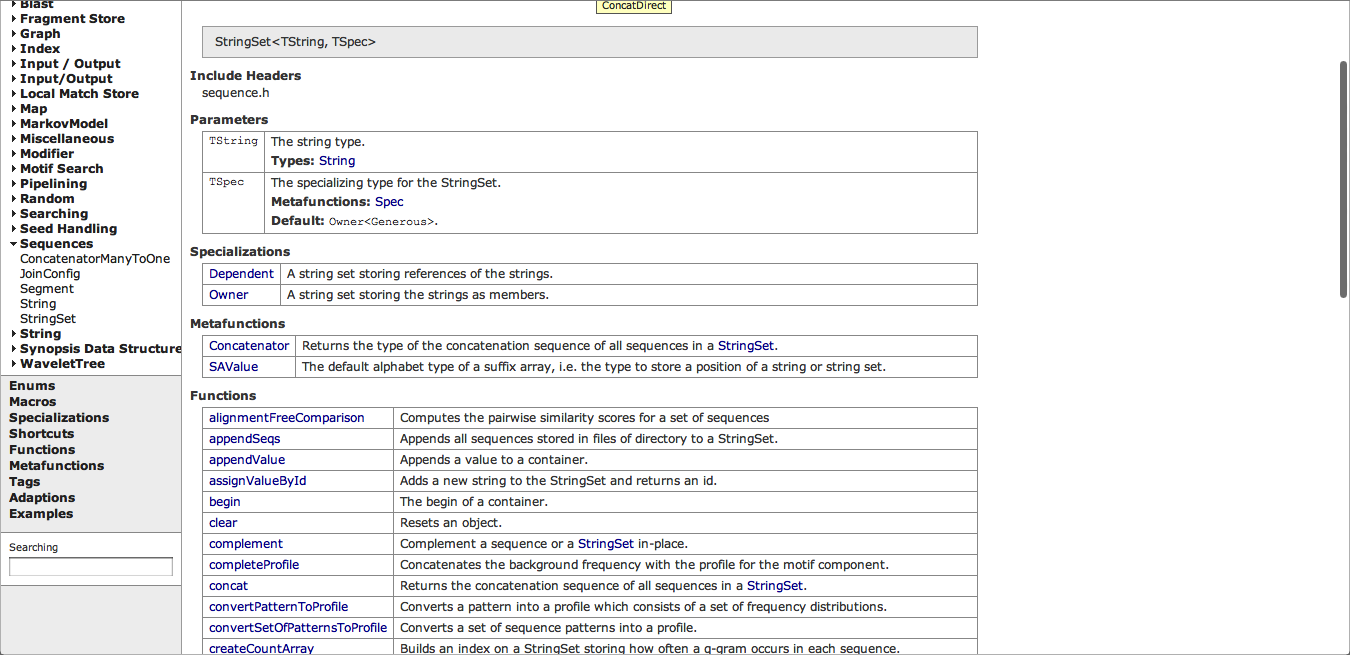 Blast
Fragment Store
Graph
Index
Input / Output
Input/Output
Local Match Store
Map
MarkovModel
Miscellaneous
Modifier
Motif Search
Pipelining
Random
Searching
Seed Handling
Sequences
ConcatenatorManyToOne
JoinConfig
Segment
String
StringSet
String
Synopsis Data Structure
WaveletTree
Enums
Macros
Specializations
Shortcuts
Functions
Metafunctions
Tags
Adaptions
Examples
Searching
ConcatDirect
StringSet<TString, TSpec>
Include Headers
sequence.h
Parameters
TString The string type.
Types: String
TSpec The specializing type for the StringSet.
Metafunctions: Spec
Default: Owner<Generous>.
Specializations
Dependent A string set storing references of the strings.
Owner A string set storing the strings as members.
Metafunctions
Concatenator Returns the type of the concatenation sequence of all sequences in a StringSet.
SAValue The default alphabet type of a suffix array, i.e. the type to store a position of a string or string set.
Functions
alignmentFreeComparison Computes the pairwise similarity scores for a set of sequences
appendSeqs Appends all sequences stored in files of directory to a StringSet.
appendValue Appends a value to a container.
assignValueById Adds a new string to the StringSet and returns an id.
begin The begin of a container.
clear Resets an object.
complement Complement a sequence or a StringSet in-place.
completeProfile Concatenates the background frequency with the profile for the motif component.
concat Returns the concatenation sequence of all sequences in a StringSet.
convertPatternToProfile Converts a pattern into a profile which consists of a set of frequency distributions.
convertSetOfPatternsToProfile Converts a set of sequence patterns into a profile.
createCountArray Builds an index on a StringSet storing how often a q-gram occurs in each sequence.